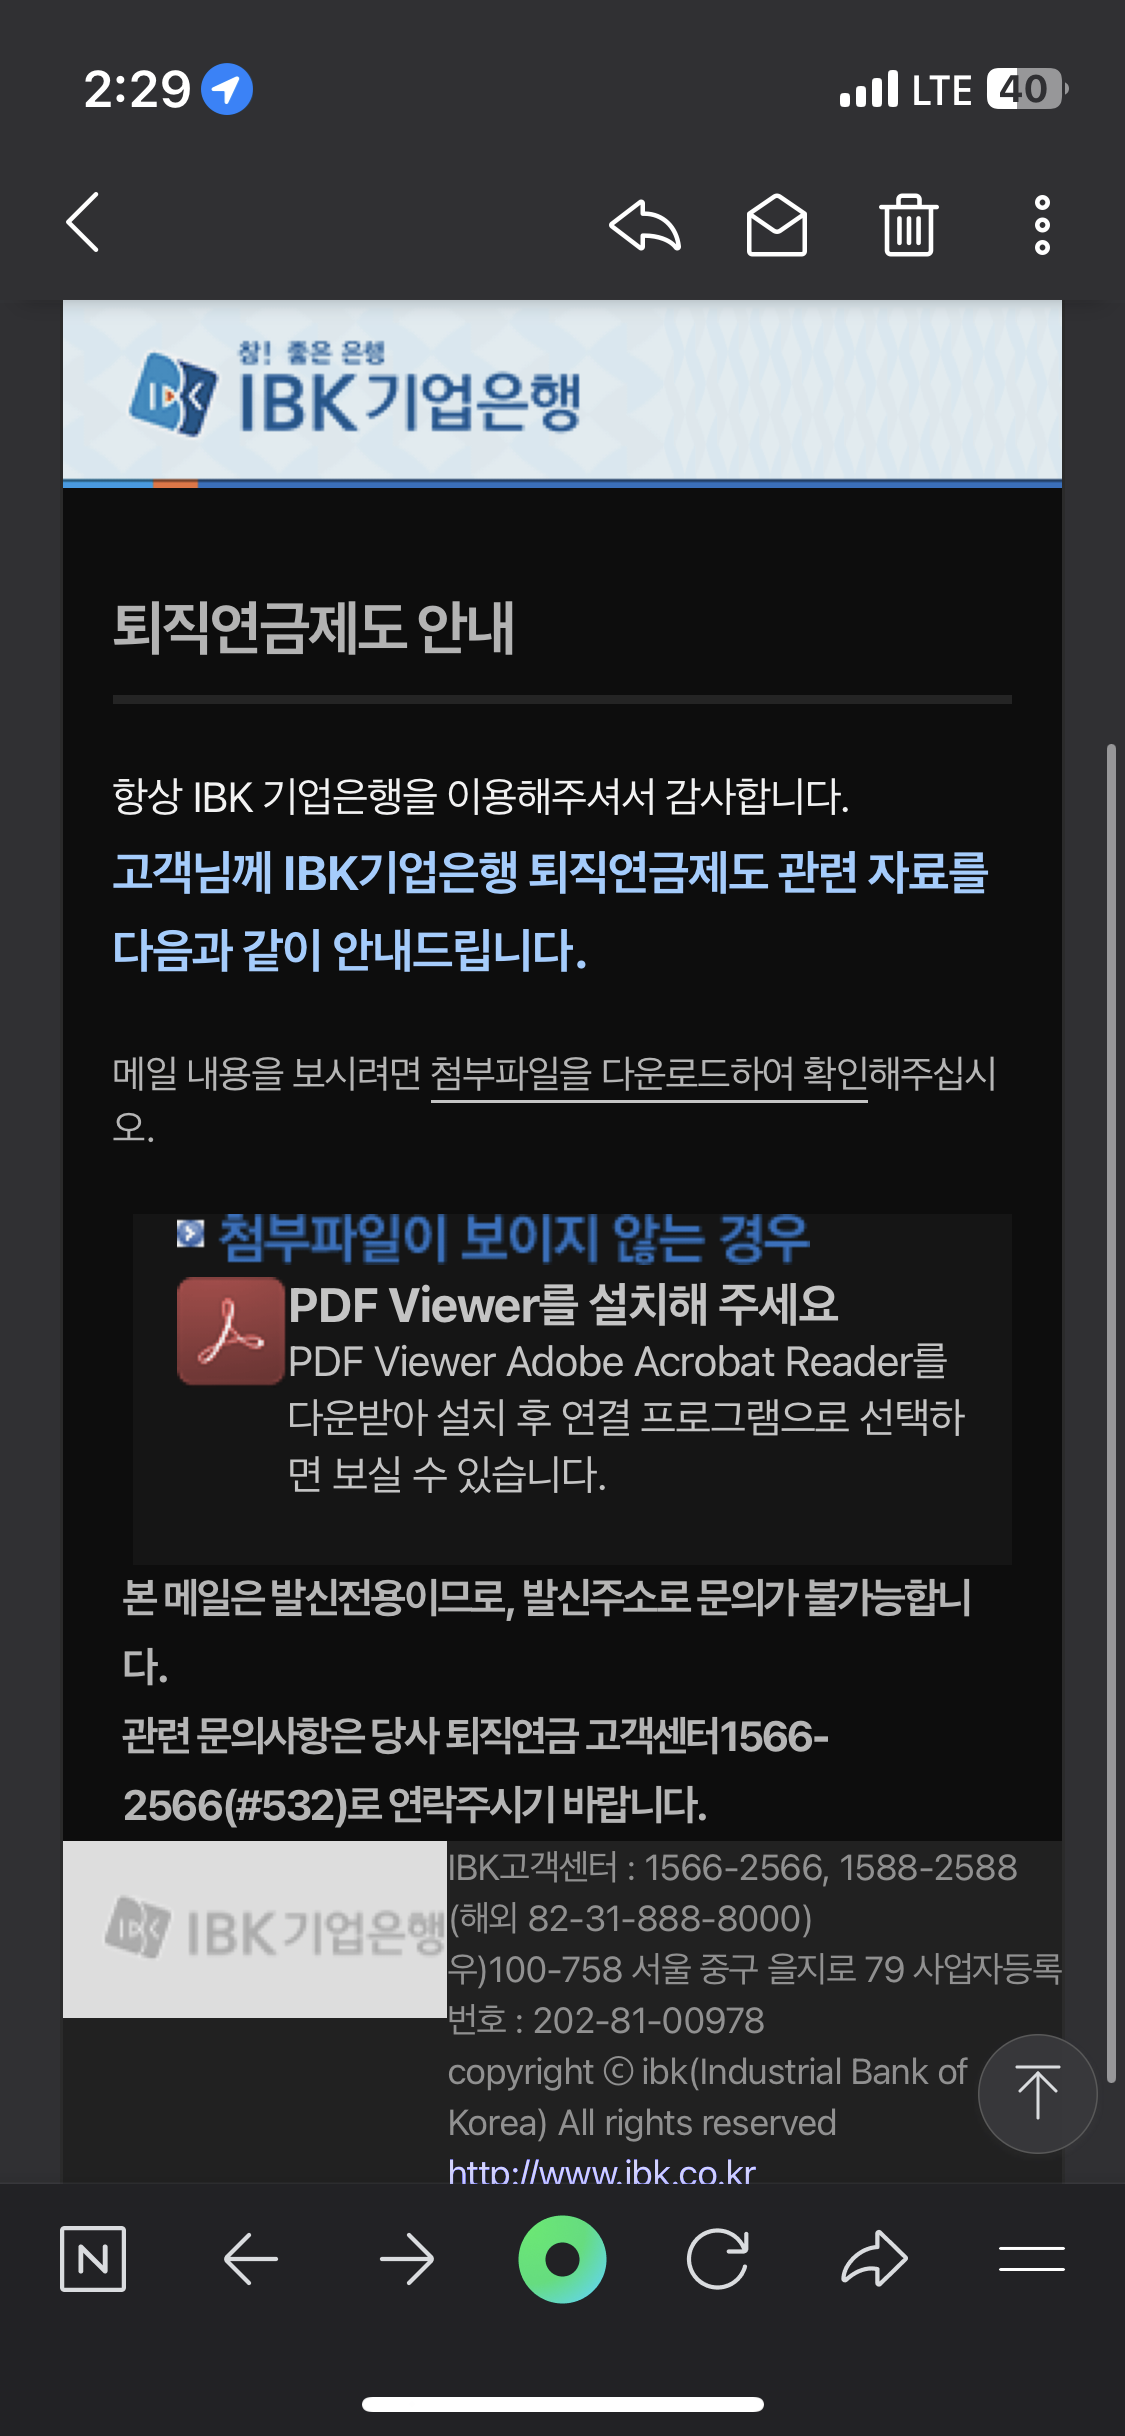 2:29
LTE
40
참! 좋은 은행
IBK기업은행
퇴직연금제도 안내
항상 IBK 기업은행을 이용해주셔서 감사합니다.
고객님께 IBK기업은행 퇴직연금제도 관련 자료를
다음과 같이 안내드립니다.
메일 내용을 보시려면 첨부파일을 다운로드하여 확인해주십시
오.
첨부파일이 보이지 않는 경우
PDF Viewer를 설치해 주세요
PDF Viewer Adobe Acrobat Reader를
다운받아 설치 후 연결 프로그램으로 선택하
면 보실 수 있습니다.
본 메일은 발신전용이므로, 발신주소로 문의가 불가능합니
다.
관련 문의사항은 당사 퇴직연금 고객센터1566-
2566(#532)로 연락주시기 바랍니다.
IBK기업은행
IBK고객센터 : 1566-2566, 1588-2588
(해외 82-31-888-8000)
우)100-758 서울 중구 을지로 79 사업자등록
번호 : 202-81-00978
copyright ⓒ ibk(Industrial Bank of
Korea) All rights reserved
http://www.ibk.co.kr
N